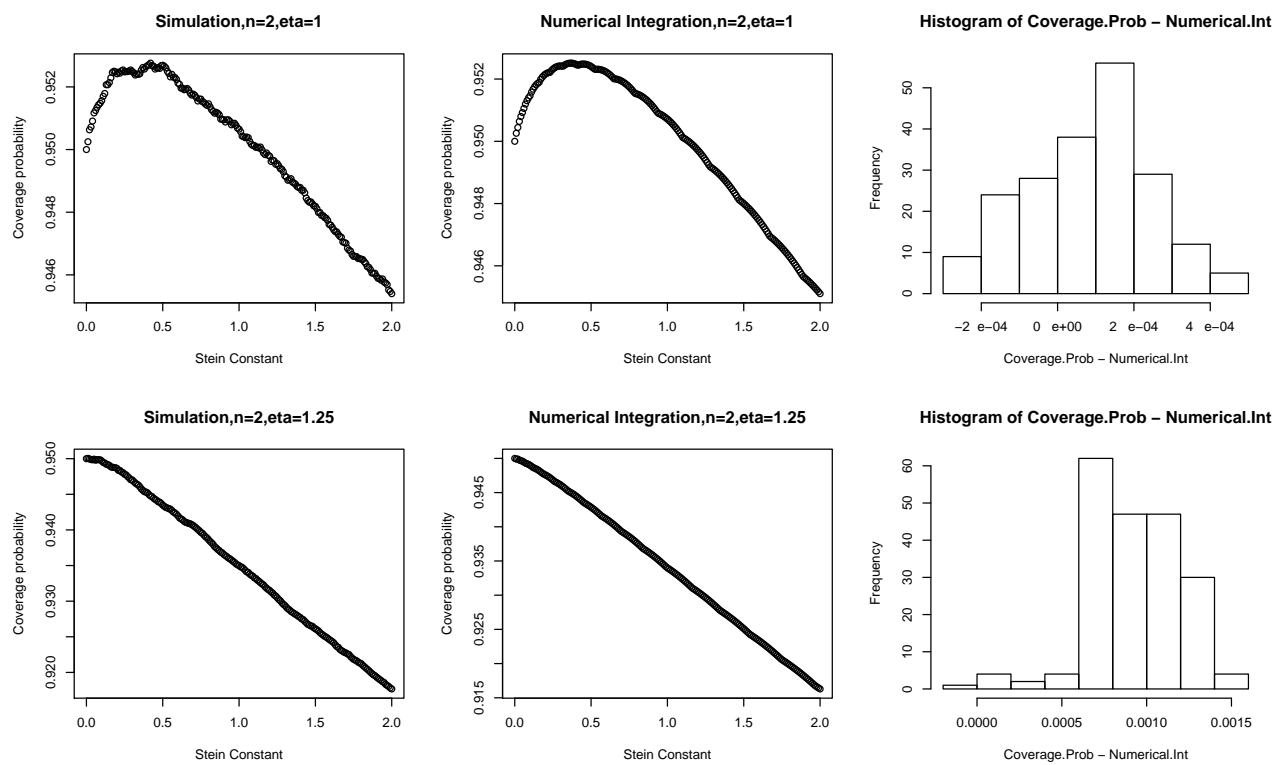 Simulation,n=2,eta=1
Coverage probability
0.946 0.948 0.950 0.952
0.0 0.5 1.0 1.5 2.0
Stein Constant
Numerical Integration,n=2,eta=1
Coverage probability
0.946 0.948 0.950 0.952
0.0 0.5 1.0 1.5 2.0
Stein Constant
Histogram of Coverage.Prob − Numerical.Int
Frequency
0 10 20 30 40 50
−2 e−04 0 e+00 2 e−04 4 e−04
Coverage.Prob − Numerical.Int
Simulation,n=2,eta=1.25
Coverage probability
0.920 0.930 0.940 0.950
0.0 0.5 1.0 1.5 2.0
Stein Constant
Numerical Integration,n=2,eta=1.25
Coverage probability
0.915 0.925 0.935 0.945
0.0 0.5 1.0 1.5 2.0
Stein Constant
Histogram of Coverage.Prob − Numerical.Int
Frequency
0 10 20 30 40 50 60
0.0000 0.0005 0.0010 0.0015
Coverage.Prob − Numerical.Int